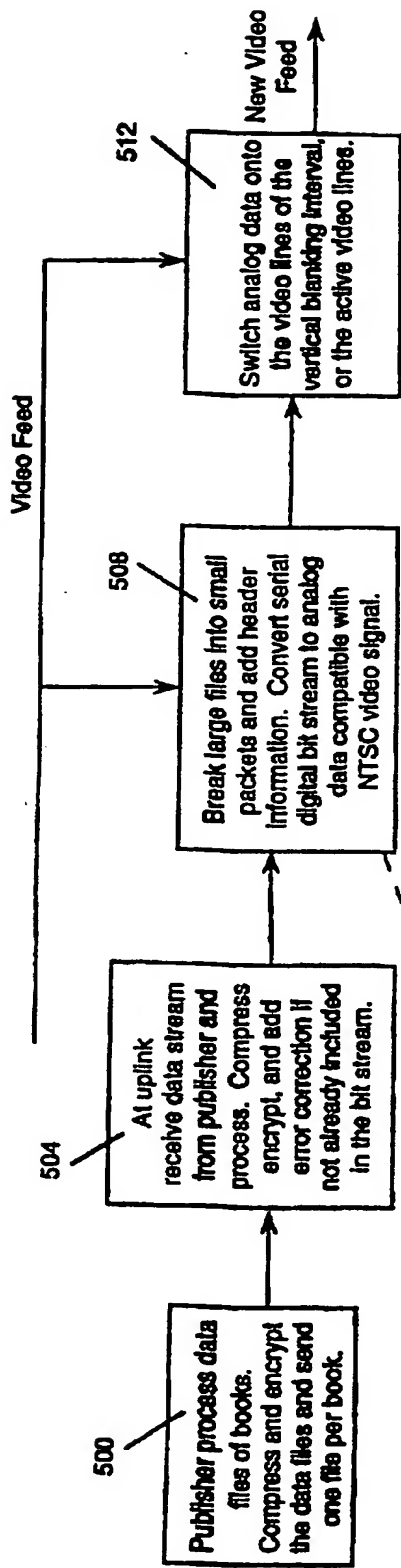 Video Feed
500
Publisher process data
files of books.
Compress and encrypt
the data files and send
one file per book.
504
At uplink
receive data stream
from publisher and
process. Compress
encrypt, and add
error correction if
not already included
in the bit stream.
508
Break large files into small
packets and add header
information. Convert serial
digital bit stream to analog
data compatible with
NTSC video signal.
512
Switch analog data onto
the video lines of the
vertical blanking interval,
or the active video lines.
New Video
Feed